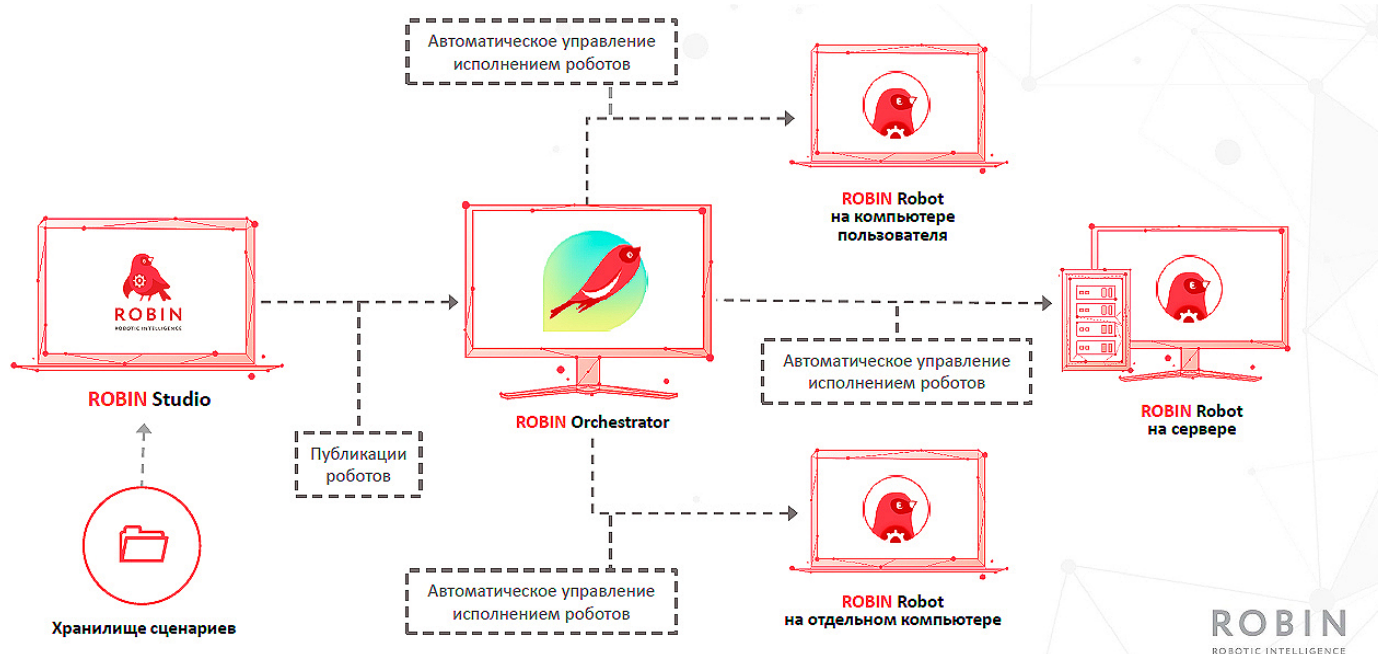 Автоматическое управление
исполнением роботов
ROBIN Robot
на компьютере
пользователя
ROBIN
ROBOTIC INTELLIGENCE
ROBIN Studio
Публикации
роботов
ROBIN Orchestrator
Автоматическое управление
исполнением роботов
ROBIN Robot
на сервере
Хранилище сценариев
Автоматическое управление
исполнением роботов
ROBIN Robot
на отдельном компьютере
ROBIN
ROBOTIC INTELLIGENCE